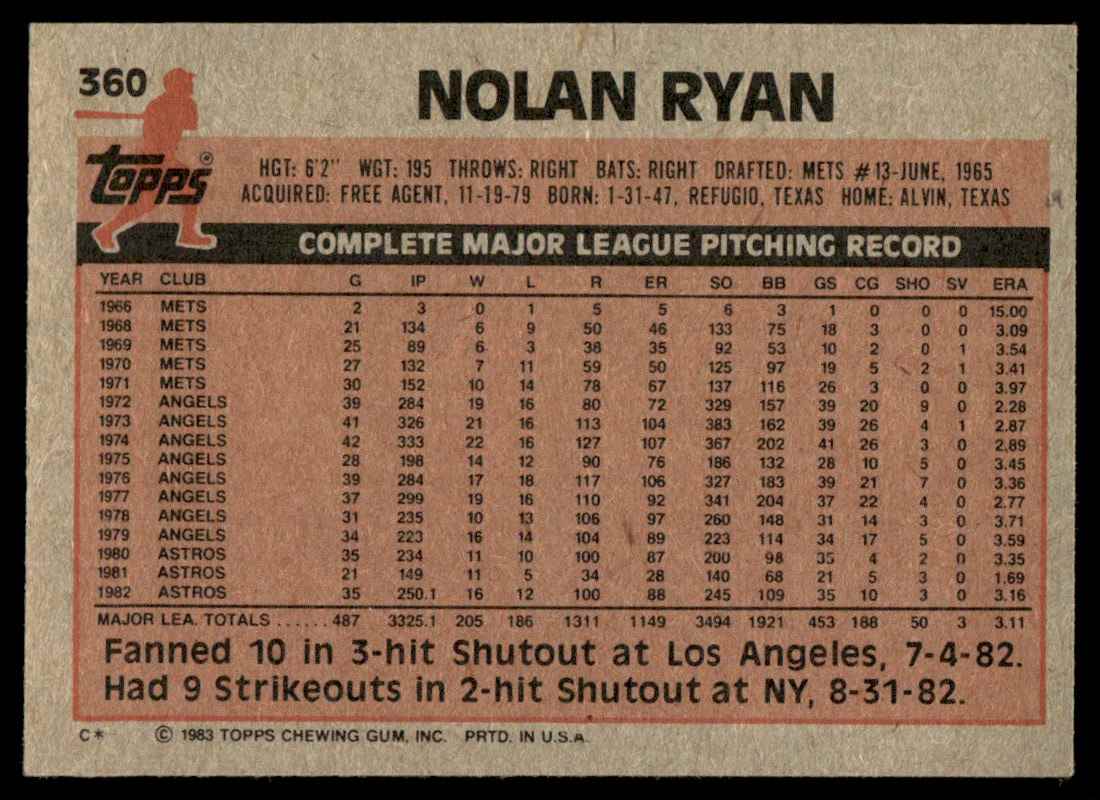 360
NOLAN RYAN
Topps®
HGT: 6'2" WGT: 195 THROWS: RIGHT BATS: RIGHT DRAFTED: METS #13-JUNE, 1965
ACQUIRED: FREE AGENT, 11-19-79 BORN: 1-31-47, REFUGIO, TEXAS HOME: ALVIN, TEXAS
COMPLETE MAJOR LEAGUE PITCHING RECORD
YEAR CLUB G IP W L R ER SO BB GS CG SHO SV ERA
1966 METS 2 3 0 1 5 5 6 3 1 0 0 0 15.00
1968 METS 21 134 6 9 50 46 133 75 18 3 0 0 3.09
1969 METS 25 89 6 3 38 35 92 53 10 2 0 1 3.54
1970 METS 27 132 7 11 59 50 125 97 19 5 2 1 3.41
1971 METS 30 152 10 14 78 67 137 116 26 3 0 0 3.97
1972 ANGELS 39 284 19 16 80 72 329 157 39 20 9 0 2.28
1973 ANGELS 41 326 21 16 113 104 383 162 39 26 4 1 2.87
1974 ANGELS 42 333 22 16 127 107 367 202 41 26 3 0 2.89
1975 ANGELS 28 198 14 12 90 76 186 132 28 10 5 0 3.45
1976 ANGELS 39 284 17 18 117 106 327 183 39 21 7 0 3.36
1977 ANGELS 37 299 19 16 110 92 341 204 37 22 4 0 2.77
1978 ANGELS 31 235 10 13 106 97 260 148 31 14 3 0 3.71
1979 ANGELS 34 223 16 14 104 89 223 114 34 17 5 0 3.59
1980 ASTROS 35 234 11 10 100 87 200 98 35 4 2 0 3.35
1981 ASTROS 21 149 11 5 34 28 140 68 21 5 3 0 1.69
1982 ASTROS 35 250.1 16 12 100 88 245 109 35 10 3 0 3.16
MAJOR LEA. TOTALS ...... 487 3325.1 205 186 1311 1149 3494 1921 453 188 50 3 3.11
Fanned 10 in 3-hit Shutout at Los Angeles, 7-4-82.
Had 9 Strikeouts in 2-hit Shutout at NY, 8-31-82.
C* © 1983 TOPPS CHEWING GUM, INC. PRTD. IN U.S.A.